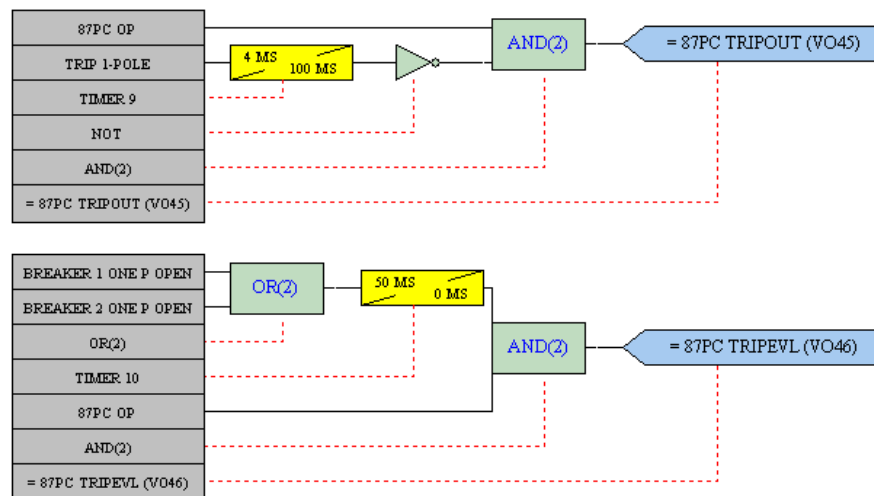 87PC OP
TRIP 1-POLE
TIMER 9
NOT
AND(2)
= 87PC TRIPOUT (VO45)
4 MS
100 MS
AND(2)
= 87PC TRIPOUT (VO45)
BREAKER 1 ONE P OPEN
BREAKER 2 ONE P OPEN
OR(2)
TIMER 10
87PC OP
AND(2)
= 87PC TRIPEVL (VO46)
OR(2)
50 MS
0 MS
AND(2)
= 87PC TRIPEVL (VO46)